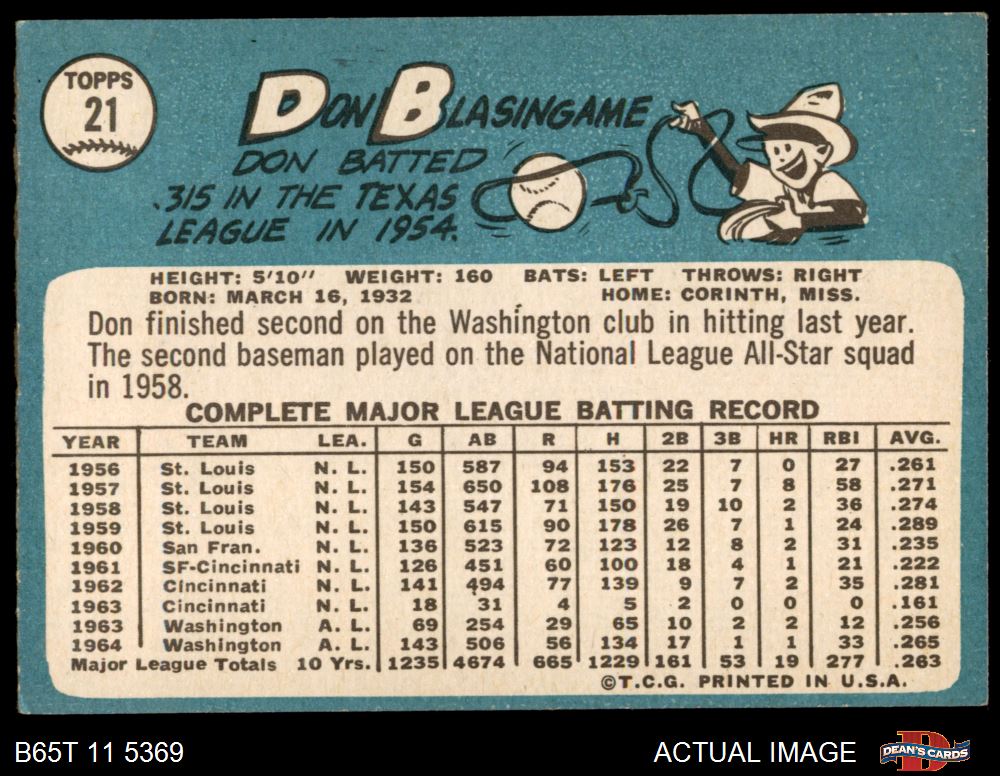 TOPPS
21
DON BLASINGAME
DON BATTED
.315 IN THE TEXAS
LEAGUE IN 1954.
HEIGHT: 5'10" WEIGHT: 160 BATS: LEFT THROWS: RIGHT
BORN: MARCH 16, 1932 HOME: CORINTH, MISS.
Don finished second on the Washington club in hitting last year.
The second baseman played on the National League All-Star squad
in 1958.
COMPLETE MAJOR LEAGUE BATTING RECORD
YEAR TEAM LEA. G AB R H 2B 3B HR RBI AVG.
1956 St. Louis N. L. 150 587 94 153 22 7 0 27 .261
1957 St. Louis N. L. 154 650 108 176 25 7 8 58 .271
1958 St. Louis N. L. 143 547 71 150 19 10 2 36 .274
1959 St. Louis N. L. 150 615 90 178 26 7 1 24 .289
1960 San Fran. N. L. 136 523 72 123 12 8 2 31 .235
1961 SF-Cincinnati N. L. 126 451 60 100 18 4 1 21 .222
1962 Cincinnati N. L. 141 494 77 139 9 7 2 35 .281
1963 Cincinnati N. L. 18 31 4 5 2 0 0 0 .161
1963 Washington A. L. 69 254 29 65 10 2 2 12 .256
1964 Washington A. L. 143 506 56 134 17 1 1 33 .265
Major League Totals 10 Yrs. 1235 4674 665 1229 161 53 19 277 .263
©T.C.G. PRINTED IN U.S.A.
B65T 11 5369 ACTUAL IMAGE DEAN'S CARDS